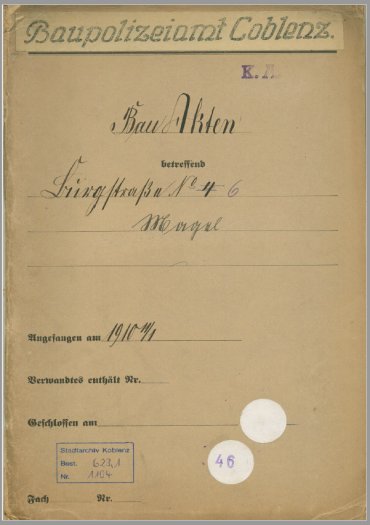 Baupolizeiamt Coblenz.
K. A.
Bau Akten
betreffend
Burgstraße No 4 6
Magel
Angefangen am 1910
Verwandtes enthält Nr.
Geschlossen am
46
Stadtarchiv Koblenz
Best. 623,1
Nr. 1104
Fach Nr.